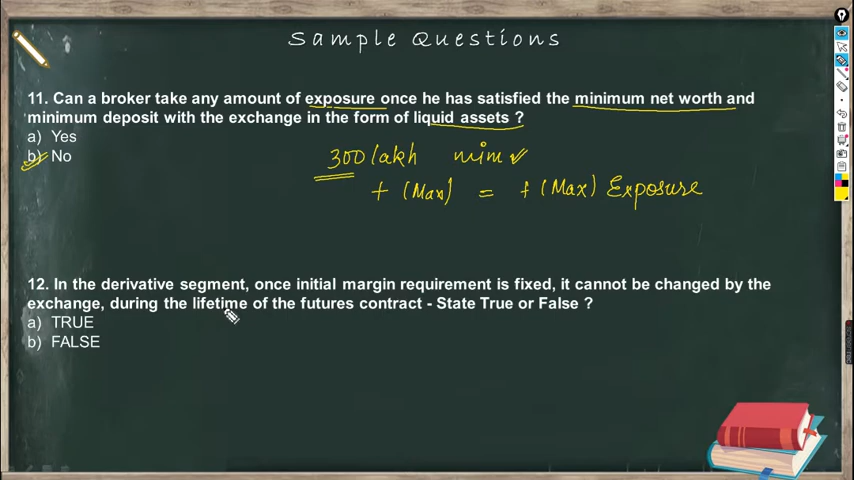 Sample Questions
11. Can a broker take any amount of exposure once he has satisfied the minimum net worth and
minimum deposit with the exchange in the form of liquid assets ?
a) Yes
b) No
300 lakh mim
+ (Max) = f (Max) Exposure
12. In the derivative segment, once initial margin requirement is fixed, it cannot be changed by the
exchange, during the lifetime of the futures contract - State True or False ?
a) TRUE
b) FALSE